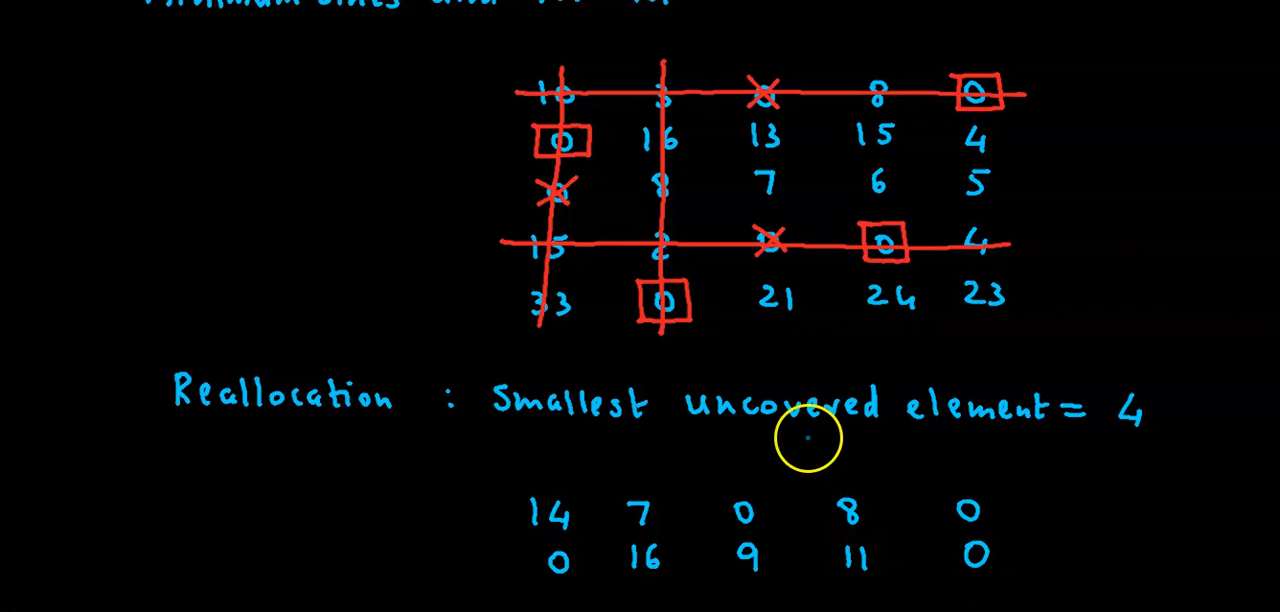 10 3 0 8 0
0 16 13 15 4
0 8 7 6 5
15 2 0 0 4
33 0 21 24 23
Reallocation : Smallest uncovered element = 4
14 7 0 8 0
0 16 9 11 0